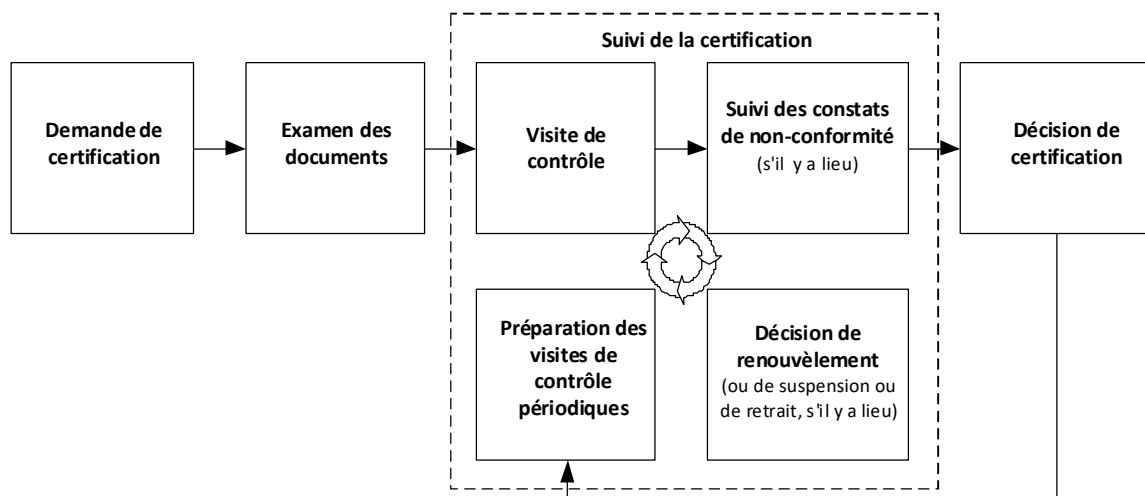 Suivi de la certification
Demande de
certification
Examen des
documents
Visite de
contrôle
Suivi des constats
de non-conformité
(s'il y a lieu)
Décision de
certification
Préparation des
visites de
contrôle
périodiques
Décision de
renouvèlement
(ou de suspension ou
de retrait, s'il y a lieu)